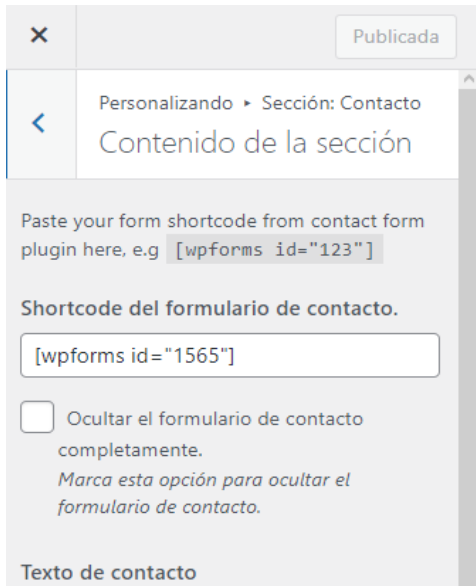 Publicada
Personalizando ▸ Sección: Contacto
Contenido de la sección
Paste your form shortcode from contact form
plugin here, e.g [wpforms id="123"]
Shortcode del formulario de contacto.
[wpforms id="1565"]
Ocultar el formulario de contacto
completamente.
Marca esta opción para ocultar el
formulario de contacto.
Texto de contacto